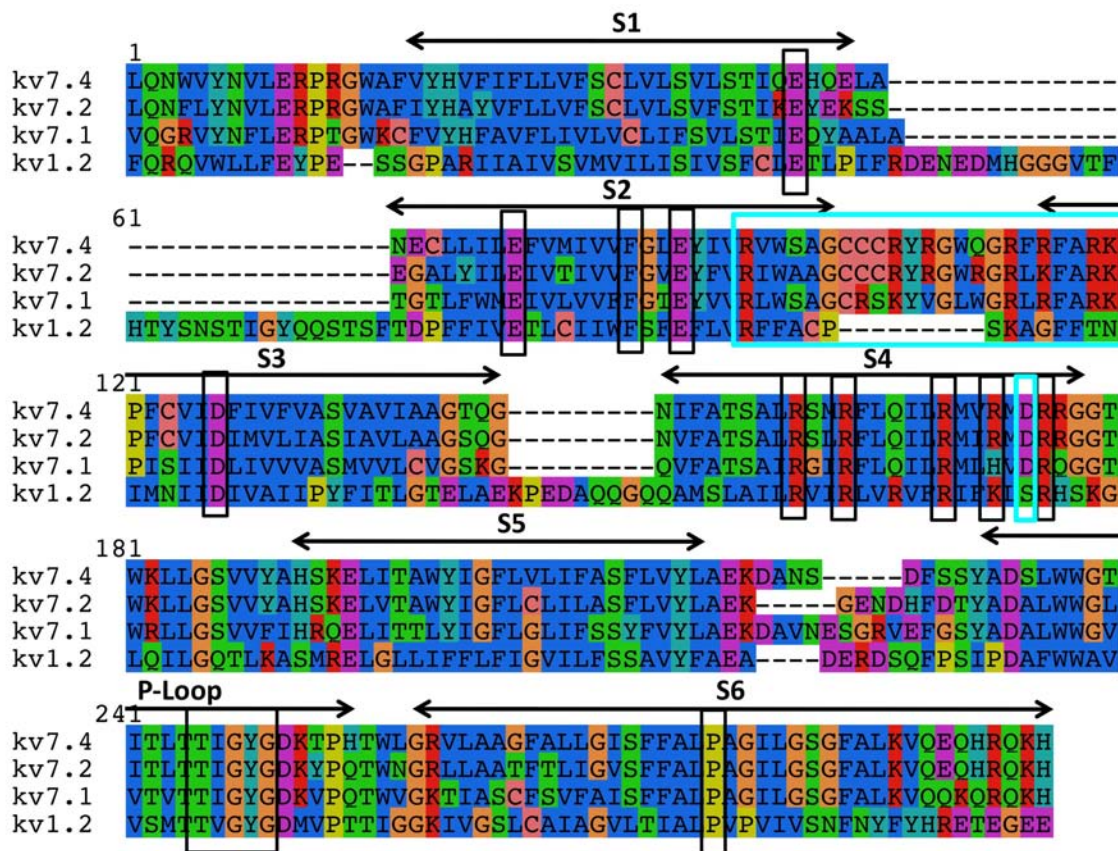 S1
1
kv7.4 LQNWVYNVLERPRGWAFVYHVFIFLLVFSCLVLSVLSTIQEHQELA--------------
kv7.2 LQNFLYNVLERPRGWAFIYHAYVFLLVFSCLVLSVFSTIKEYEKSS--------------
kv7.1 VQGRVYNFLERPTGWKCFVYHFAVFLIVLVCLIFSVLSTIEQYAALA-------------
kv1.2 FQRQVWLLFEYPE--SSGPARIIAIVSVMVILISIVSFCLETLPIFRDENEDMHGGGVTF
S2
61
kv7.4 ----------------NECLLILEFVMIVVFGLEYIVRVWSAGCCCRYRGWQGRFRFARK
kv7.2 ----------------EGALYILEIVTIVVFGVEYFVRIWAAGCCCRYRGWRGRLKFARK
kv7.1 ----------------TGTLFWMEIVLVVFFGTEYVVRLWSAGCRSKYVGLWGRLRFARK
kv1.2 HTYSNSTIGYQQSTSFTDPFFIVETLCIIWFSFEFLVRFFACP---------SKAGFFTN
S3 S4
121
kv7.4 PFCVIDFIVFVASVAVIAAGTQG---------NIFATSALRSMRFLQILRMVRMDRRGGT
kv7.2 PFCVIDIMVLIASIAVLAAGSQG---------NVFATSALRSLRFLQILRMIRMDRRGGT
kv7.1 PISIIDLIVVVASMVVLCVGSKG---------QVFATSAIRGIRFLQILRMLHVDRQGGT
kv1.2 IMNIIDIVAIIPYFITLGTELAEKPEDAQQGQQAMSLAILRVIRLVRVFRIFKLSRHSKG
S5
181
kv7.4 WKLLGSVVYAHSKELITAWYIGFLVLIFASFLVYLAEKDANS-----DFSSYADSLWWGT
kv7.2 WKLLGSVVYAHSKELVTAWYIGFLCLILASFLVYLAEK-----GENDHFDTYADALWWGL
kv7.1 WRLLGSVVFIHRQELITTLYIGFLGLIFSSYFVYLAEKDAVNESGRVEFGSYADALWWGV
kv1.2 LQILGQTLKASMRELGLLIFFLFIGVILFSSAVYFAEA----DERDSQFPSIPDAFWWAV
P-Loop S6
241
kv7.4 ITLTTIGYGDKTPHTWLGRVLAAGFALLGISFFALPAGILGSGFALKVQEQHRQKH
kv7.2 ITLTTIGYGDKYPQTWNGRLLAATFTLIGVSFFALPAGILGSGFALKVQEQHRQKH
kv7.1 VTVTTIGYGDKVPQTWVGKTIASCFSVFAISFFALPAGILGSGFALKVQQKQRQKH
kv1.2 VSMTTVGYGDMVPTTIGGKIVGSLCAIAGVLTIALPVPVIVSNFNYFYHRETEGEE